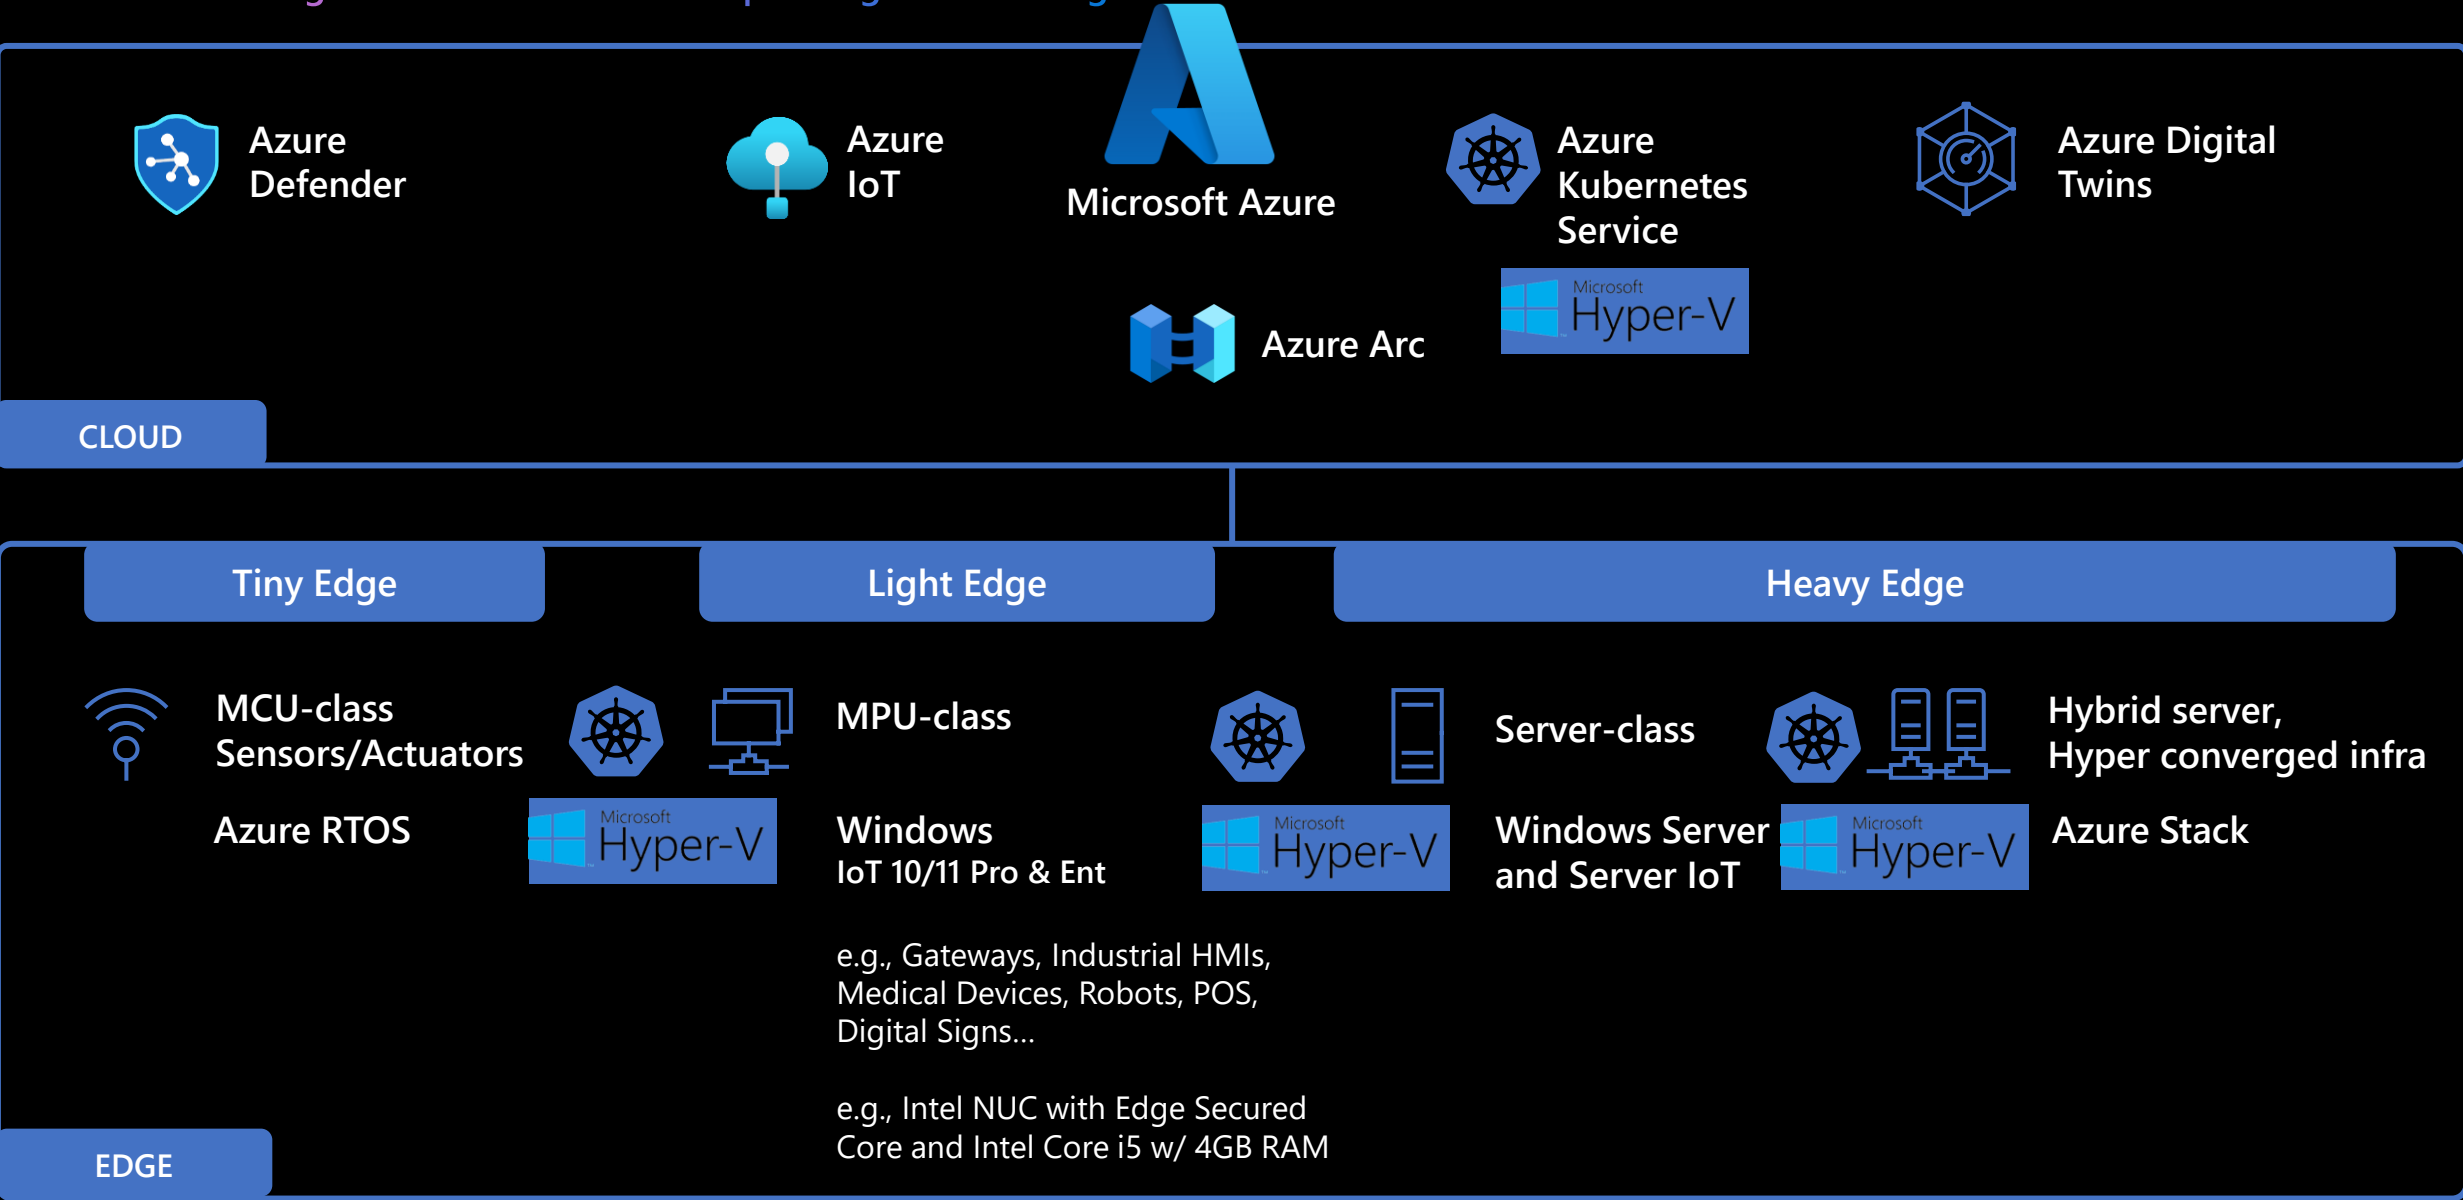 Azure
Defender
Azure
IoT
Microsoft Azure
Azure
Kubernetes
Service
Azure Digital
Twins
Microsoft
Hyper-V
Azure Arc
CLOUD
Tiny Edge
Light Edge
Heavy Edge
MCU-class
Sensors/Actuators
MPU-class
Server-class
Hybrid server,
Hyper converged infra
Azure RTOS
Microsoft
Hyper-V
Windows
IoT 10/11 Pro & Ent
Microsoft
Hyper-V
Windows Server
and Server IoT
Microsoft
Hyper-V
Azure Stack
e.g., Gateways, Industrial HMIs,
Medical Devices, Robots, POS,
Digital Signs...
e.g., Intel NUC with Edge Secured
Core and Intel Core i5 w/ 4GB RAM
EDGE